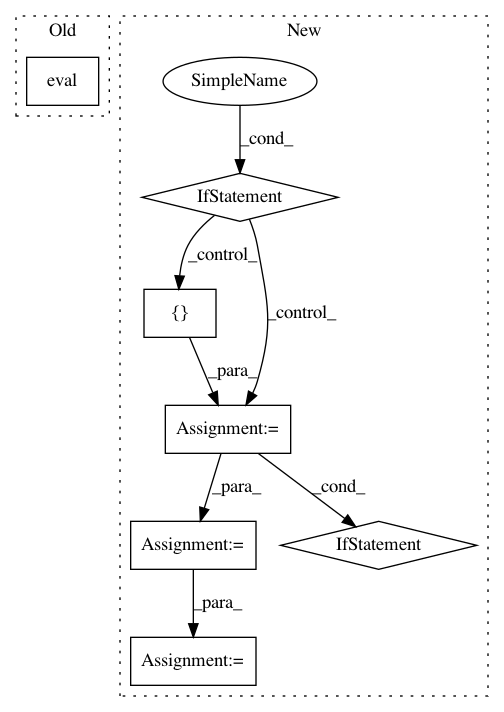 Old
New
eval
SimpleName
_cond_
IfStatement
_control_
{}
_control_
_para_
Assignment:=
_para_
_cond_
Assignment:=
IfStatement
_para_
Assignment:=